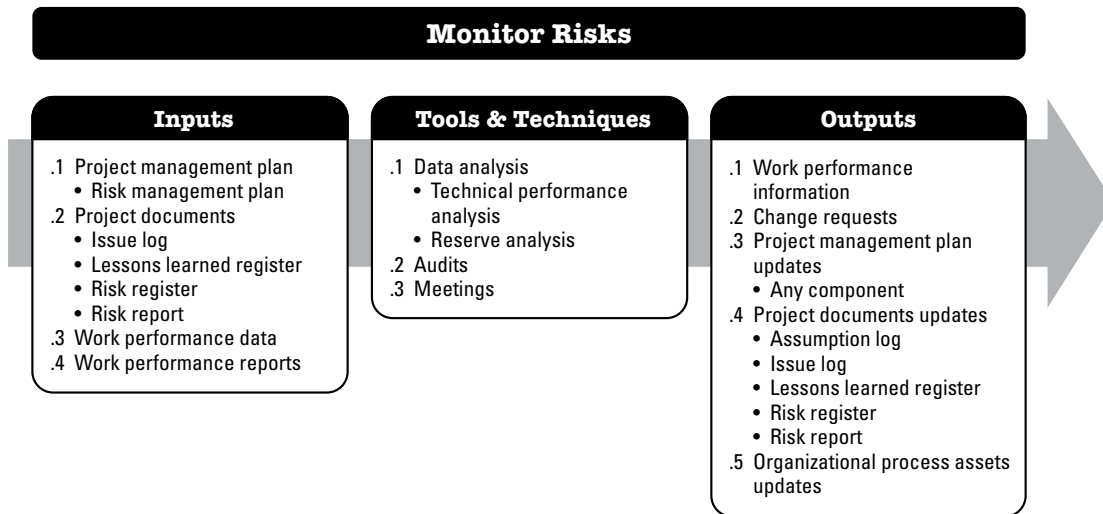 Monitor Risks
Inputs
.1 Project management plan
• Risk management plan
.2 Project documents
• Issue log
• Lessons learned register
• Risk register
• Risk report
.3 Work performance data
.4 Work performance reports
Tools & Techniques
.1 Data analysis
• Technical performance
analysis
• Reserve analysis
.2 Audits
.3 Meetings
Outputs
.1 Work performance
information
.2 Change requests
.3 Project management plan
updates
• Any component
.4 Project documents updates
• Assumption log
• Issue log
• Lessons learned register
• Risk register
• Risk report
.5 Organizational process assets
updates